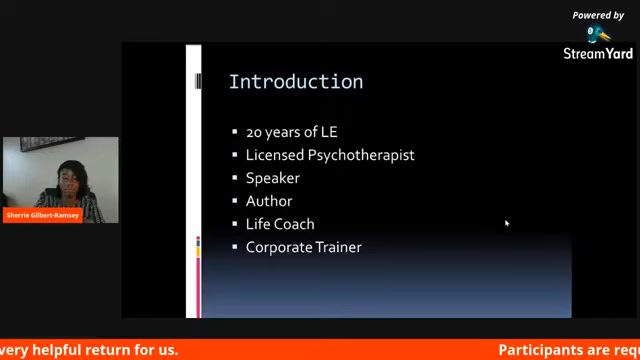 Powered by
StreamYard
Introduction
20 years of LE
Licensed Psychotherapist
Speaker
Author
Life Coach
Corporate Trainer
Sherrie Gilbert-Ramsey
very helpful return for us.
Participants are requ